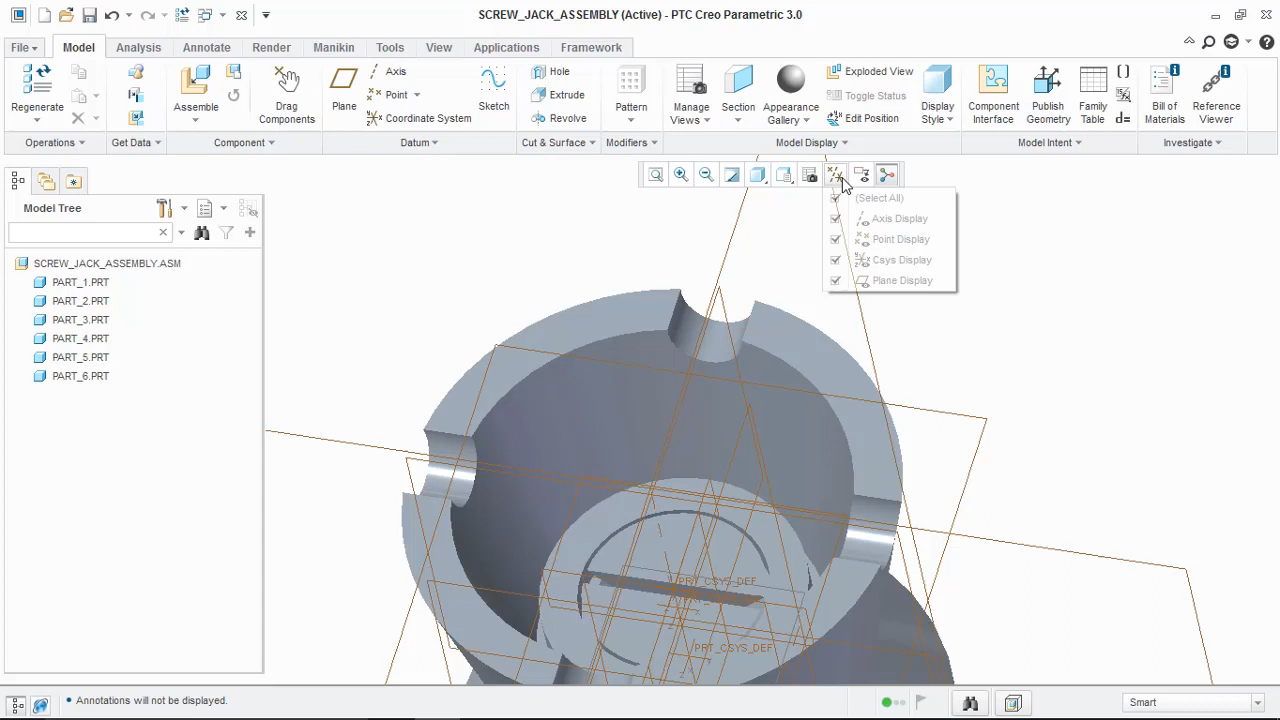 SCREW_JACK_ASSEMBLY (Active) - PTC Creo Parametric 3.0
File Model Analysis Annotate Render Manikin Tools View Applications Framework
Regenerate
Assemble
Drag Components
Plane
Axis
Point
Coordinate System
Sketch
Hole
Extrude
Revolve
Pattern
Manage Views
Section
Appearance Gallery
Exploded View
Toggle Status
Edit Position
Display Style
Component Interface
Publish Geometry
Family Table
Bill of Materials
Reference Viewer
Operations Get Data Component Datum Cut & Surface Modifiers Model Display Model Intent Investigate
Model Tree
SCREW_JACK_ASSEMBLY.ASM
PART_1.PRT
PART_2.PRT
PART_3.PRT
PART_4.PRT
PART_5.PRT
PART_6.PRT
(Select All)
Axis Display
Point Display
Csys Display
Plane Display
PRT_CSYS_DEF
PRT_CSYS_DEF
Annotations will not be displayed.
Smart